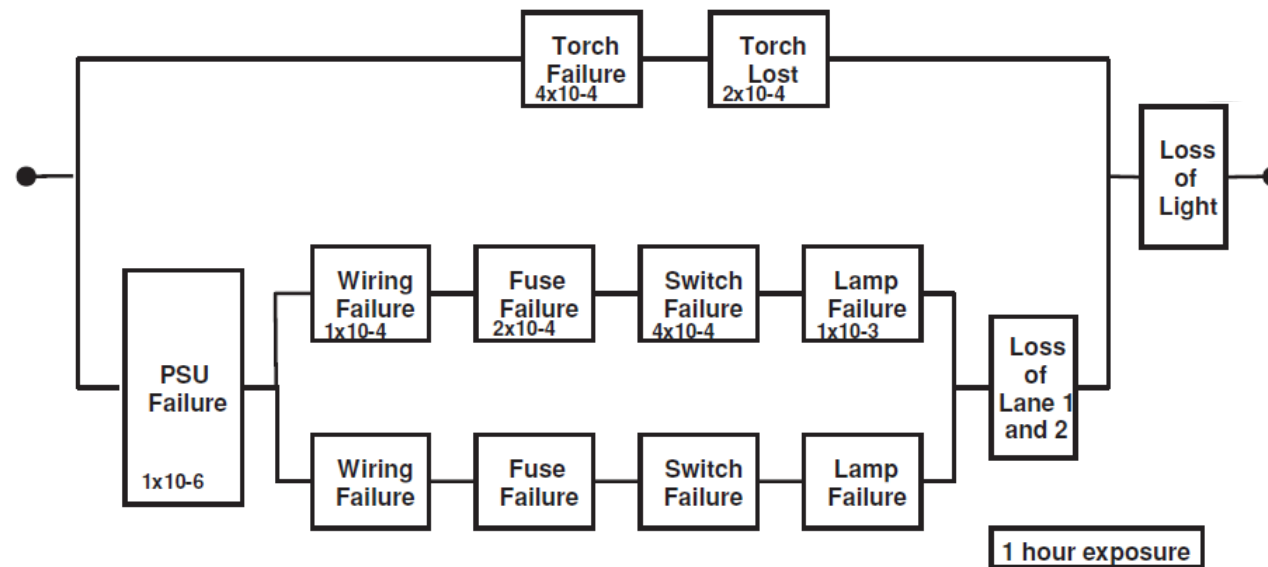 Torch
Failure
4x10-4
Torch
Lost
2x10-4
Loss
of
Light
Wiring
Failure
1x10-4
Fuse
Failure
2x10-4
Switch
Failure
4x10-4
Lamp
Failure
1x10-3
PSU
Failure
1x10-6
Loss
of
Lane 1
and 2
Wiring
Failure
Fuse
Failure
Switch
Failure
Lamp
Failure
1 hour exposure